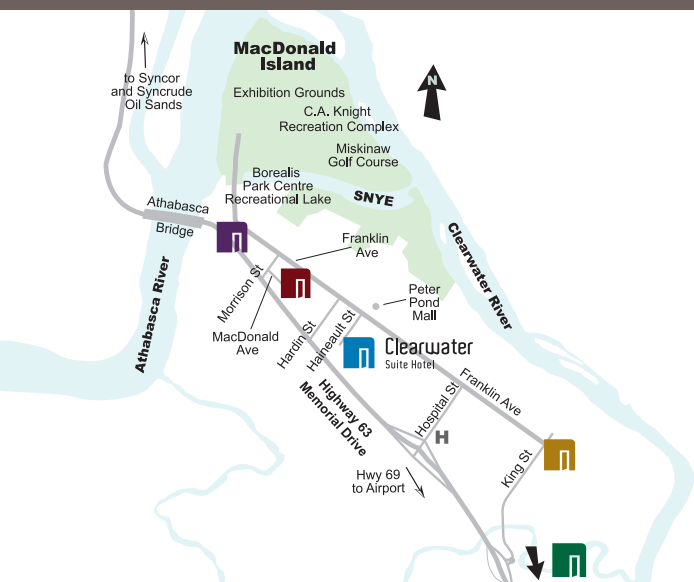 MacDonald
Island
to Syncor
and Syncrude
Oil Sands
N
Exhibition Grounds
C.A. Knight
Recreation Complex
Miskinaw
Golf Course
Borealis
Park Centre
Recreational Lake
SNYE
Athabasca
Bridge
Franklin
Ave
Clearwater River
Athabasca River
Morrison St
MacDonald
Ave
Peter
Pond
Mall
Hardin St
Haineault St
Clearwater
Suite Hotel
Franklin Ave
Highway 63
Memorial Drive
Hospital St
H
Hwy 69
to Airport
King St